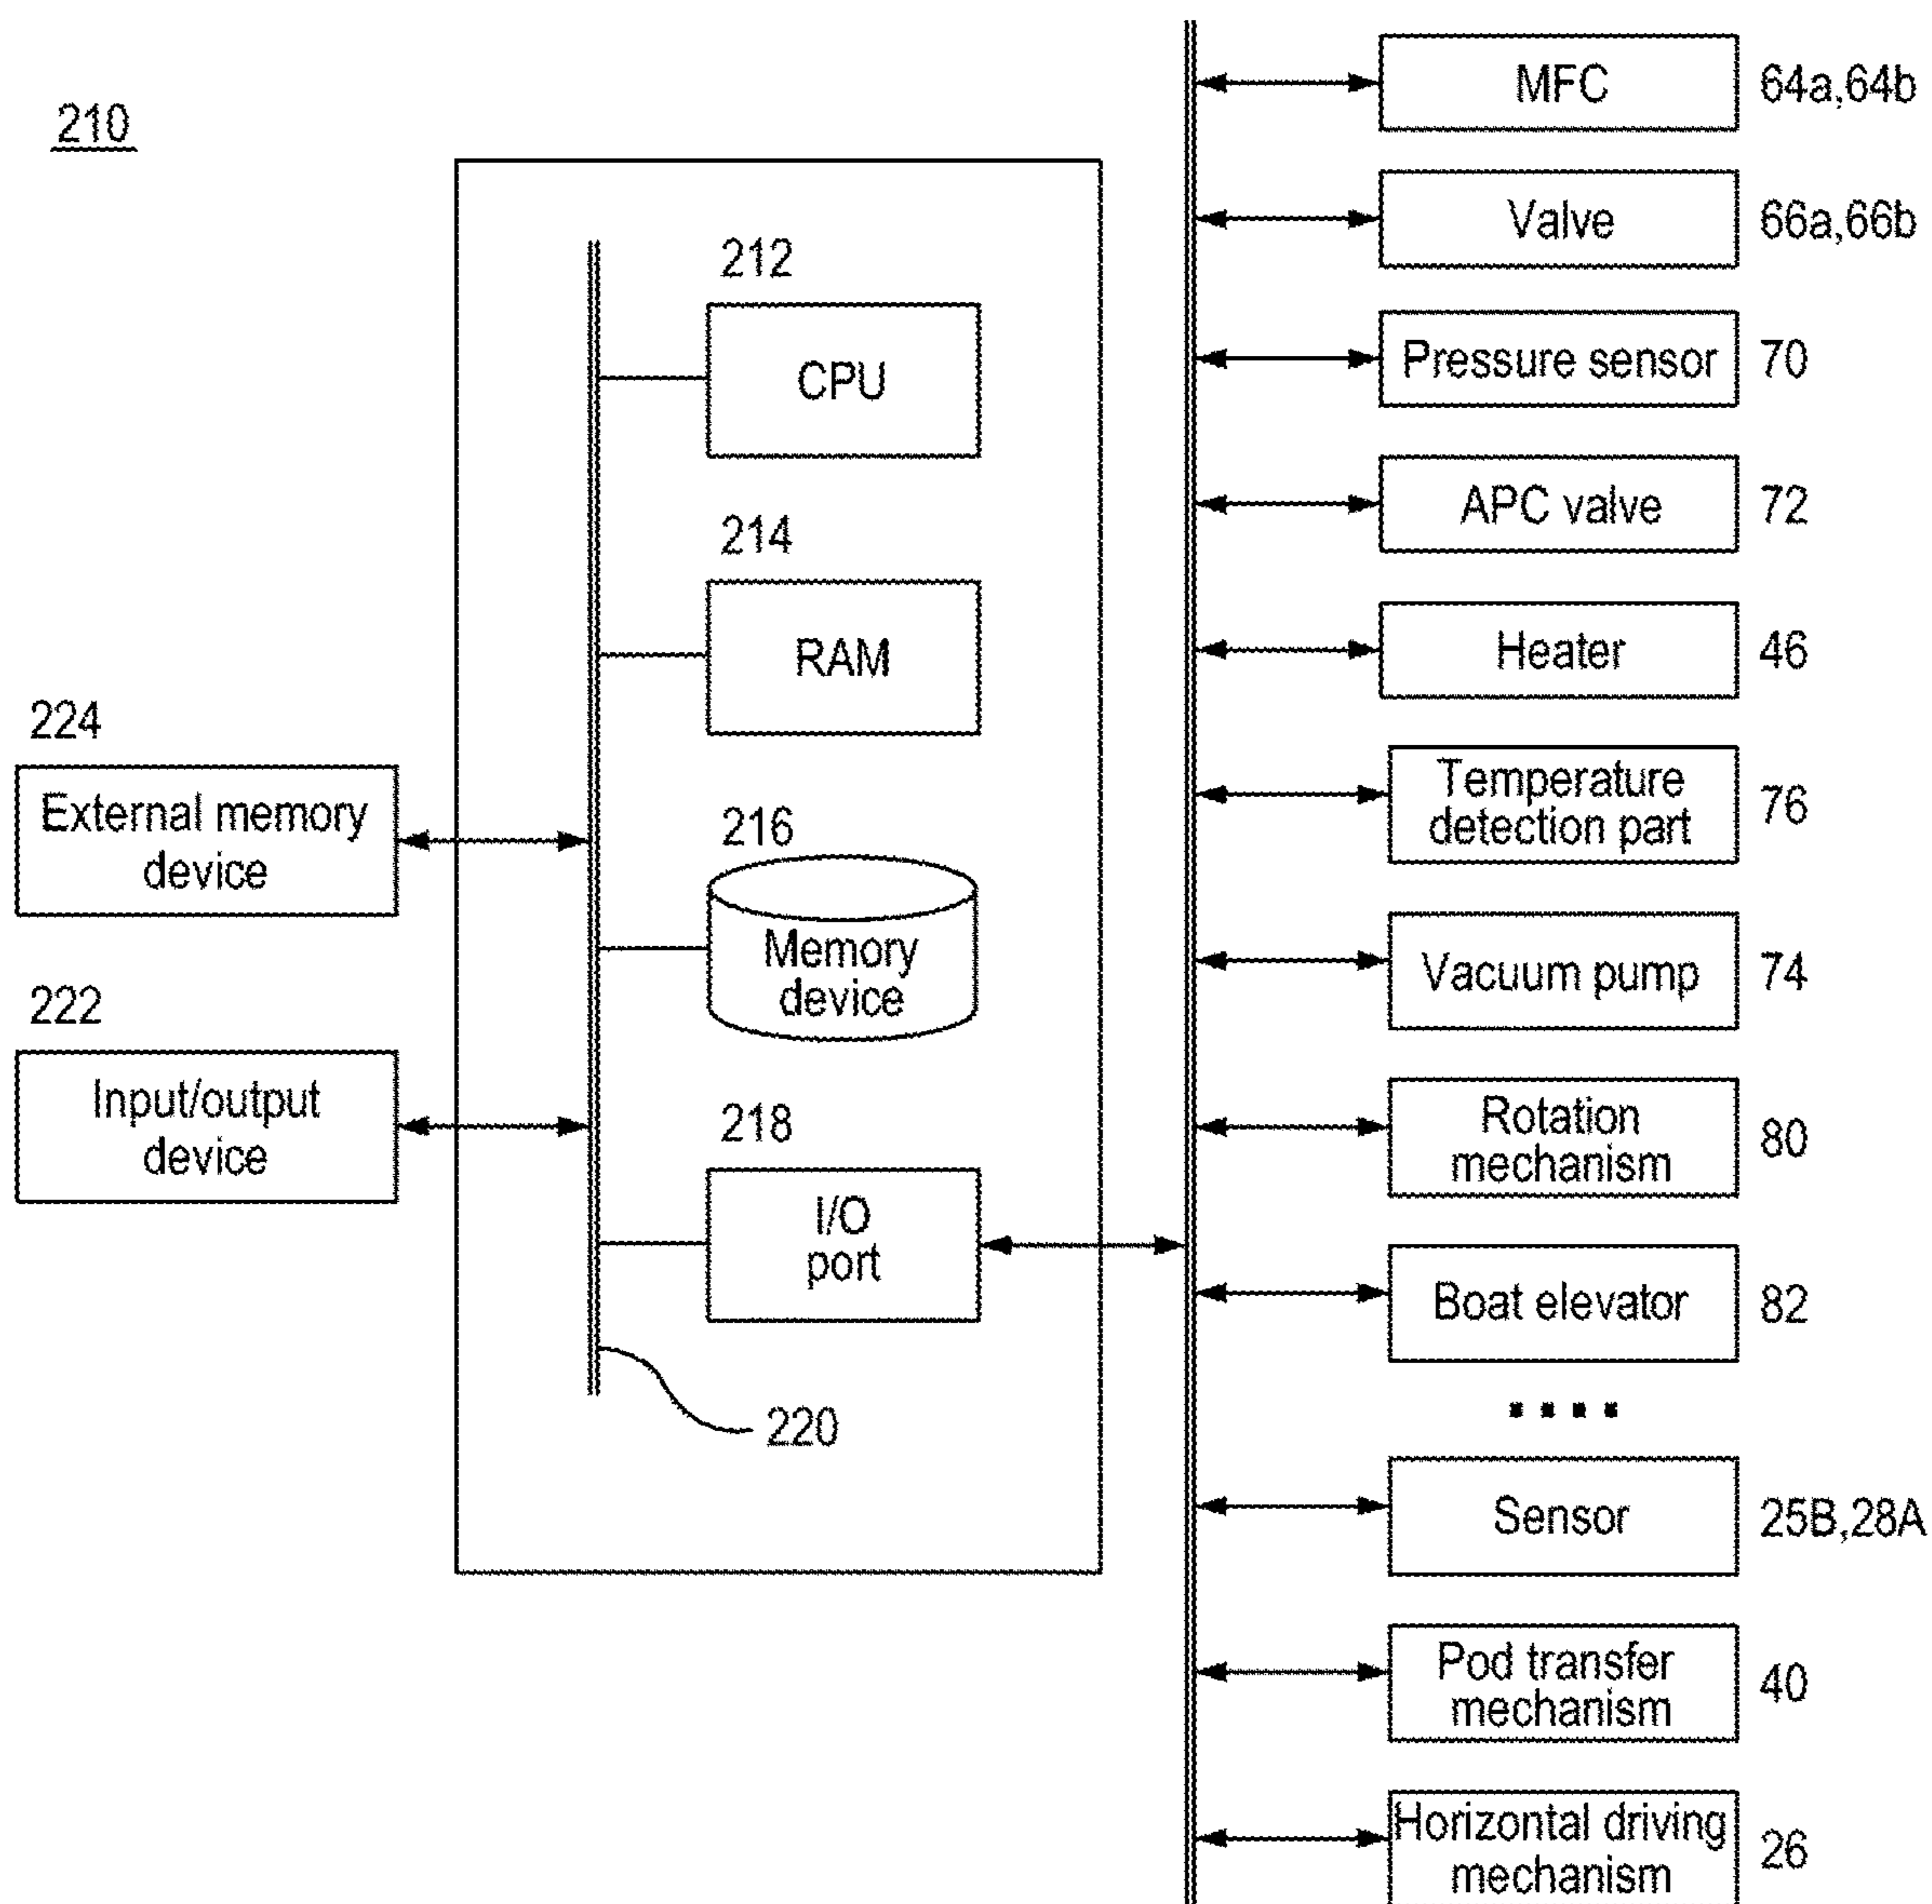 210
212
CPU
214
RAM
224
External memory
device
216
Memory
device
222
Input/output
device
218
I/O
port
220
MFC
64a,64b
Valve
66a,66b
Pressure sensor
70
APC valve
72
Heater
46
Temperature
detection part
76
Vacuum pump
74
Rotation
mechanism
80
Boat elevator
82
Sensor
25B,28A
Pod transfer
mechanism
40
Horizontal driving
mechanism
26